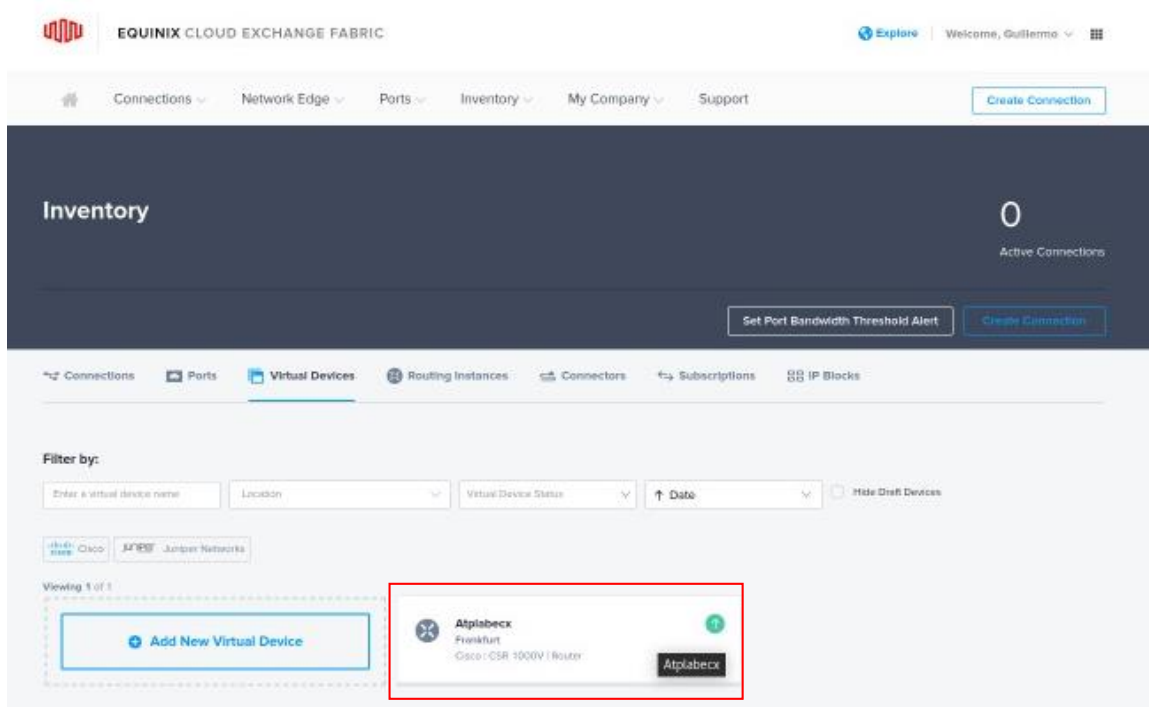 EQUINIX CLOUD EXCHANGE FABRIC
Explore
Welcome, Guillermo
Connections
Network Edge
Ports
Inventory
My Company
Support
Create Connection
Inventory
0
Active Connections
Set Port Bandwidth Threshold Alert
Create Connection
Connections
Ports
Virtual Devices
Routing Instances
Connectors
Subscriptions
IP Blocks
Filter by:
Enter a virtual device name
Location
Virtual Device Status
↑ Date
Hide Draft Devices
Cisco
JUNIPER
Juniper Networks
Viewing 1 of 1
Add New Virtual Device
Atplabecx
Frankfurt
Cisco : CSR 1000V | Router
Atplabecx